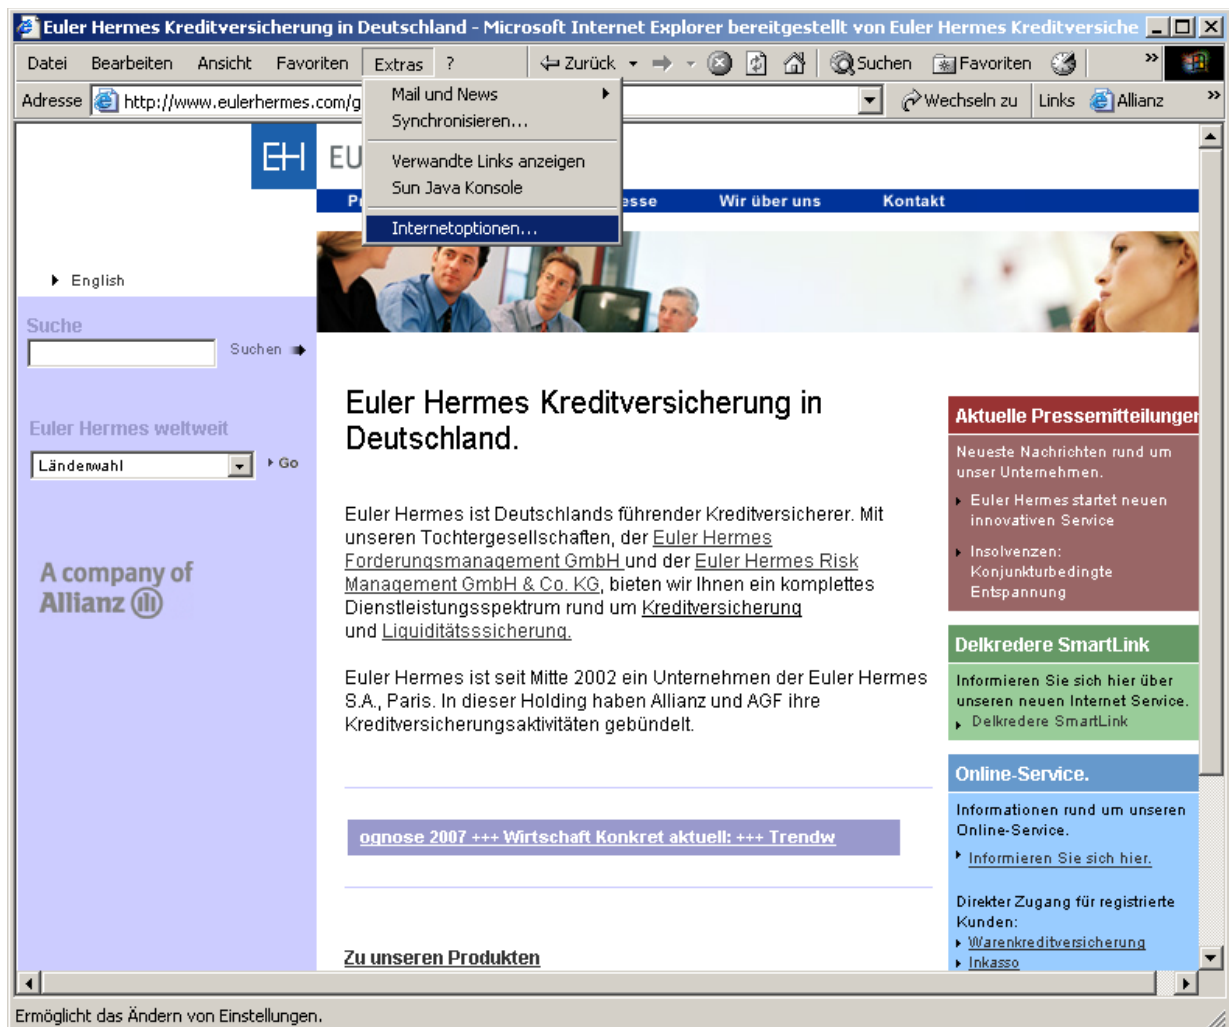 Euler Hermes Kreditversicherung in Deutschland - Microsoft Internet Explorer bereitgestellt von Euler Hermes Kreditversiche
Datei Bearbeiten Ansicht Favoriten Extras ? Zurück Suchen Favoriten »
Adresse http://www.eulerhermes.com/g Wechseln zu Links Allianz »
Mail und News
Synchronisieren...
Verwandte Links anzeigen
Sun Java Konsole
Internetoptionen...
EH EU
Wir über uns Kontakt
English
Suche
Suchen
Euler Hermes weltweit
Länderwahl Go
A company of
Allianz
Euler Hermes Kreditversicherung in
Deutschland.
Euler Hermes ist Deutschlands führender Kreditversicherer. Mit
unseren Tochtergesellschaften, der Euler Hermes
Forderungsmanagement GmbH und der Euler Hermes Risk
Management GmbH & Co. KG, bieten wir Ihnen ein komplettes
Dienstleistungsspektrum rund um Kreditversicherung
und Liquiditätsssicherung.
Euler Hermes ist seit Mitte 2002 ein Unternehmen der Euler Hermes
S.A., Paris. In dieser Holding haben Allianz und AGF ihre
Kreditversicherungsaktivitäten gebündelt.
ognose 2007 +++ Wirtschaft Konkret aktuell: +++ Trendw
Zu unseren Produkten
Aktuelle Pressemitteilungen
Neueste Nachrichten rund um
unser Unternehmen.
Euler Hermes startet neuen
innovativen Service
Insolvenzen:
Konjunkturbedingte
Entspannung
Delkredere SmartLink
Informieren Sie sich hier über
unseren neuen Internet Service.
Delkredere SmartLink
Online-Service.
Informationen rund um unseren
Online-Service.
Informieren Sie sich hier.
Direkter Zugang für registrierte
Kunden:
Warenkreditversicherung
Inkasso
Ermöglicht das Ändern von Einstellungen.